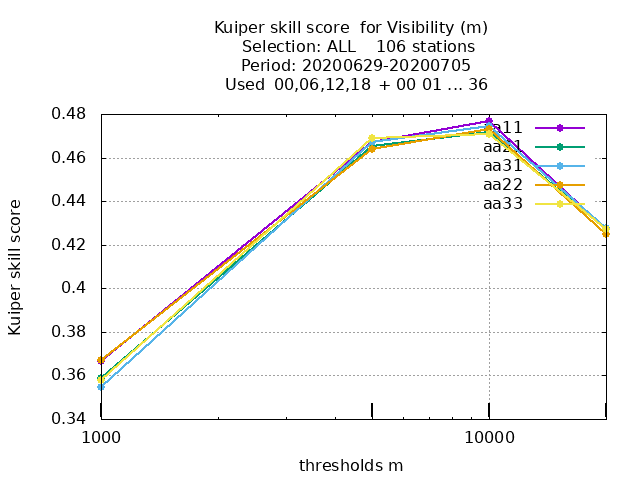 Kuiper skill score for Visibility (m)
Selection: ALL 106 stations
Period: 20200629-20200705
Used 00,06,12,18 + 00 01 ... 36
Kuiper skill score
0.48
0.46
0.44
0.42
0.4
0.38
0.36
0.34
aa11
aa21
aa31
aa22
aa33
1000
10000
thresholds m